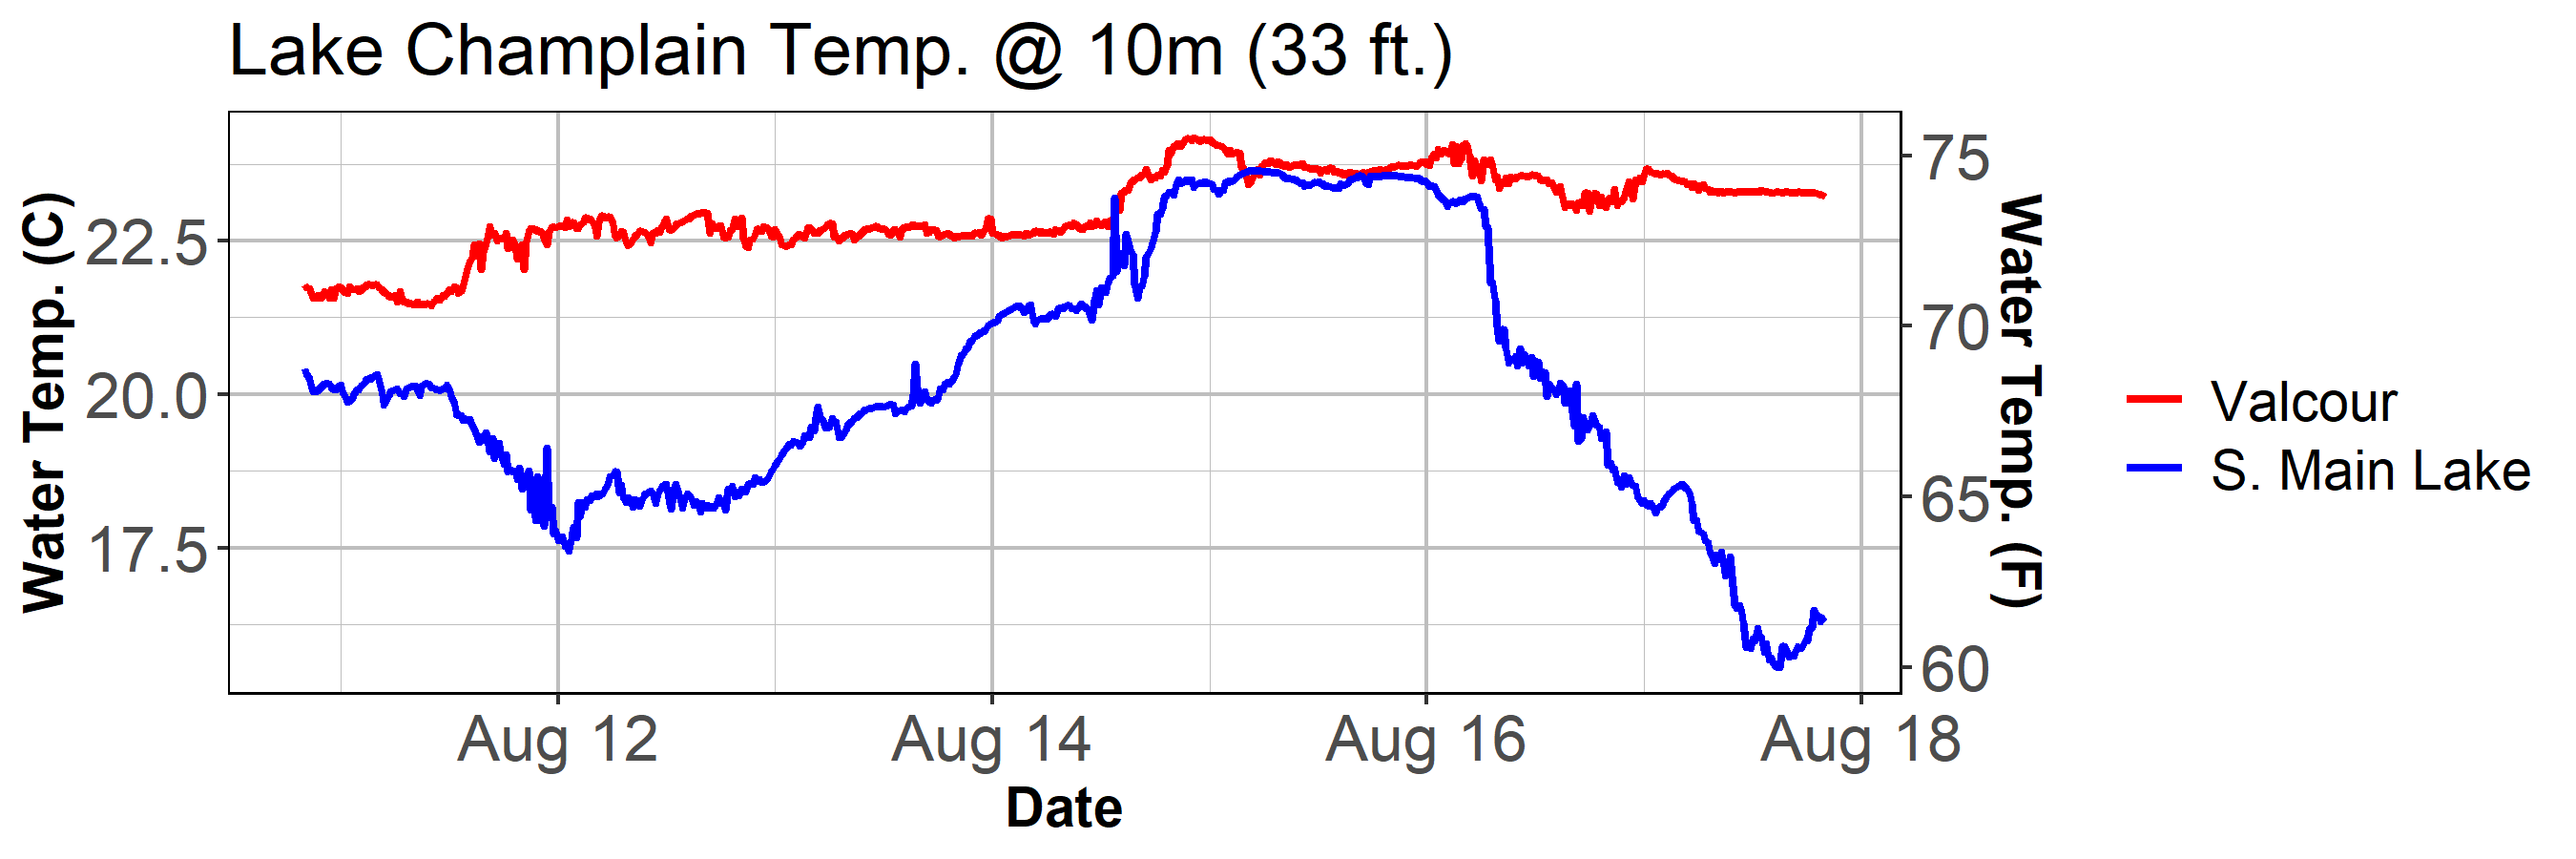 Lake Champlain Temp. @ 10m (33 ft.)
Water Temp. (C)
22.5
20.0
17.5
75
70
65
60
Water Temp. (F)
Aug 12
Aug 14
Aug 16
Aug 18
Date
Valcour
S. Main Lake